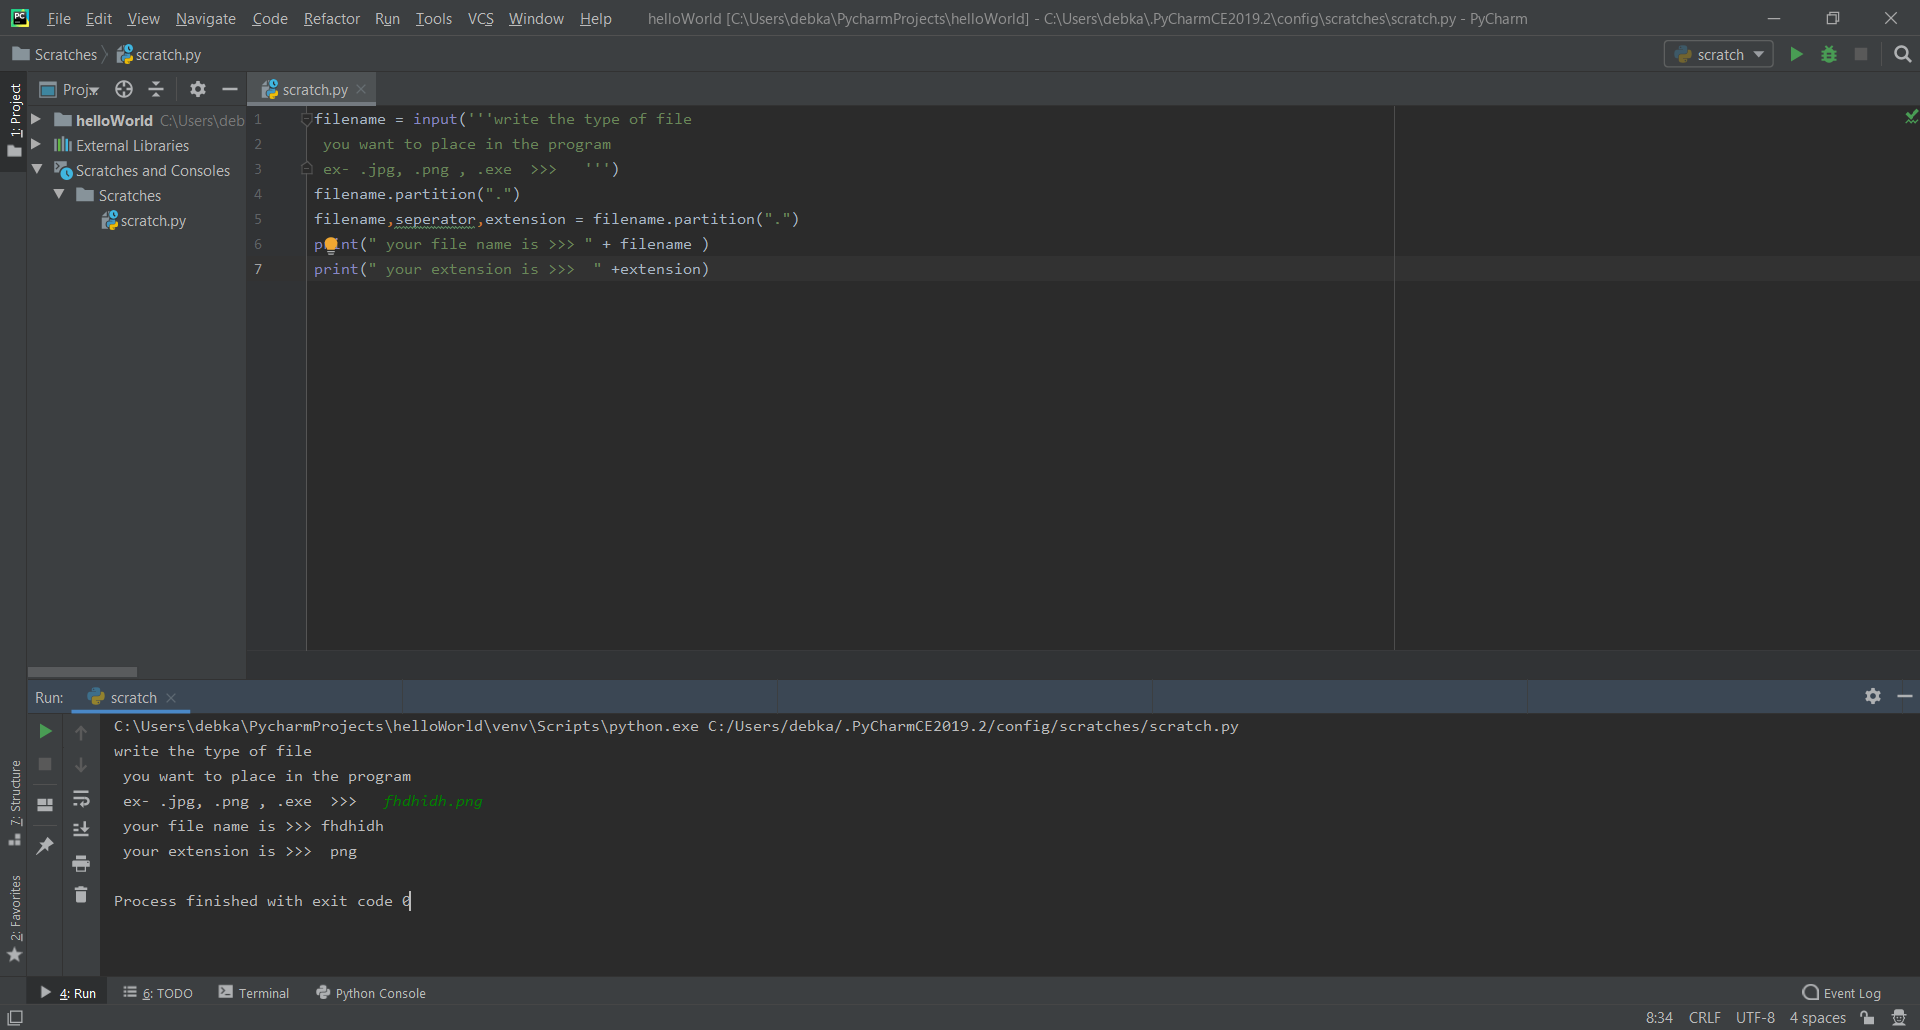 File Edit View Navigate Code Refactor Run Tools VCS Window Help helloWorld [C:\Users\debka\PycharmProjects\helloWorld] - C:\Users\debka\.PyCharmCE2019.2\config\scratches\scratch.py - PyCharm
Scratches scratch.py scratch
1: Project
Proj
scratch.py
helloWorld C:\Users\deb
External Libraries
Scratches and Consoles
Scratches
scratch.py
1 filename = input('''write the type of file
2 you want to place in the program
3 ex- .jpg, .png , .exe  >>>   ''')
4 filename.partition(".")
5 filename,seperator,extension = filename.partition(".")
6 print(" your file name is >>> " + filename )
7 print(" your extension is >>>  " +extension)
Run: scratch
C:\Users\debka\PycharmProjects\helloWorld\venv\Scripts\python.exe C:/Users/debka/.PyCharmCE2019.2/config/scratches/scratch.py
write the type of file
you want to place in the program
ex- .jpg, .png , .exe  >>>   fhdhidh.png
your file name is >>> fhdhidh
your extension is >>>  png
Process finished with exit code 0
7: Structure
2: Favorites
4: Run 6: TODO Terminal Python Console Event Log
8:34 CRLF UTF-8 4 spaces